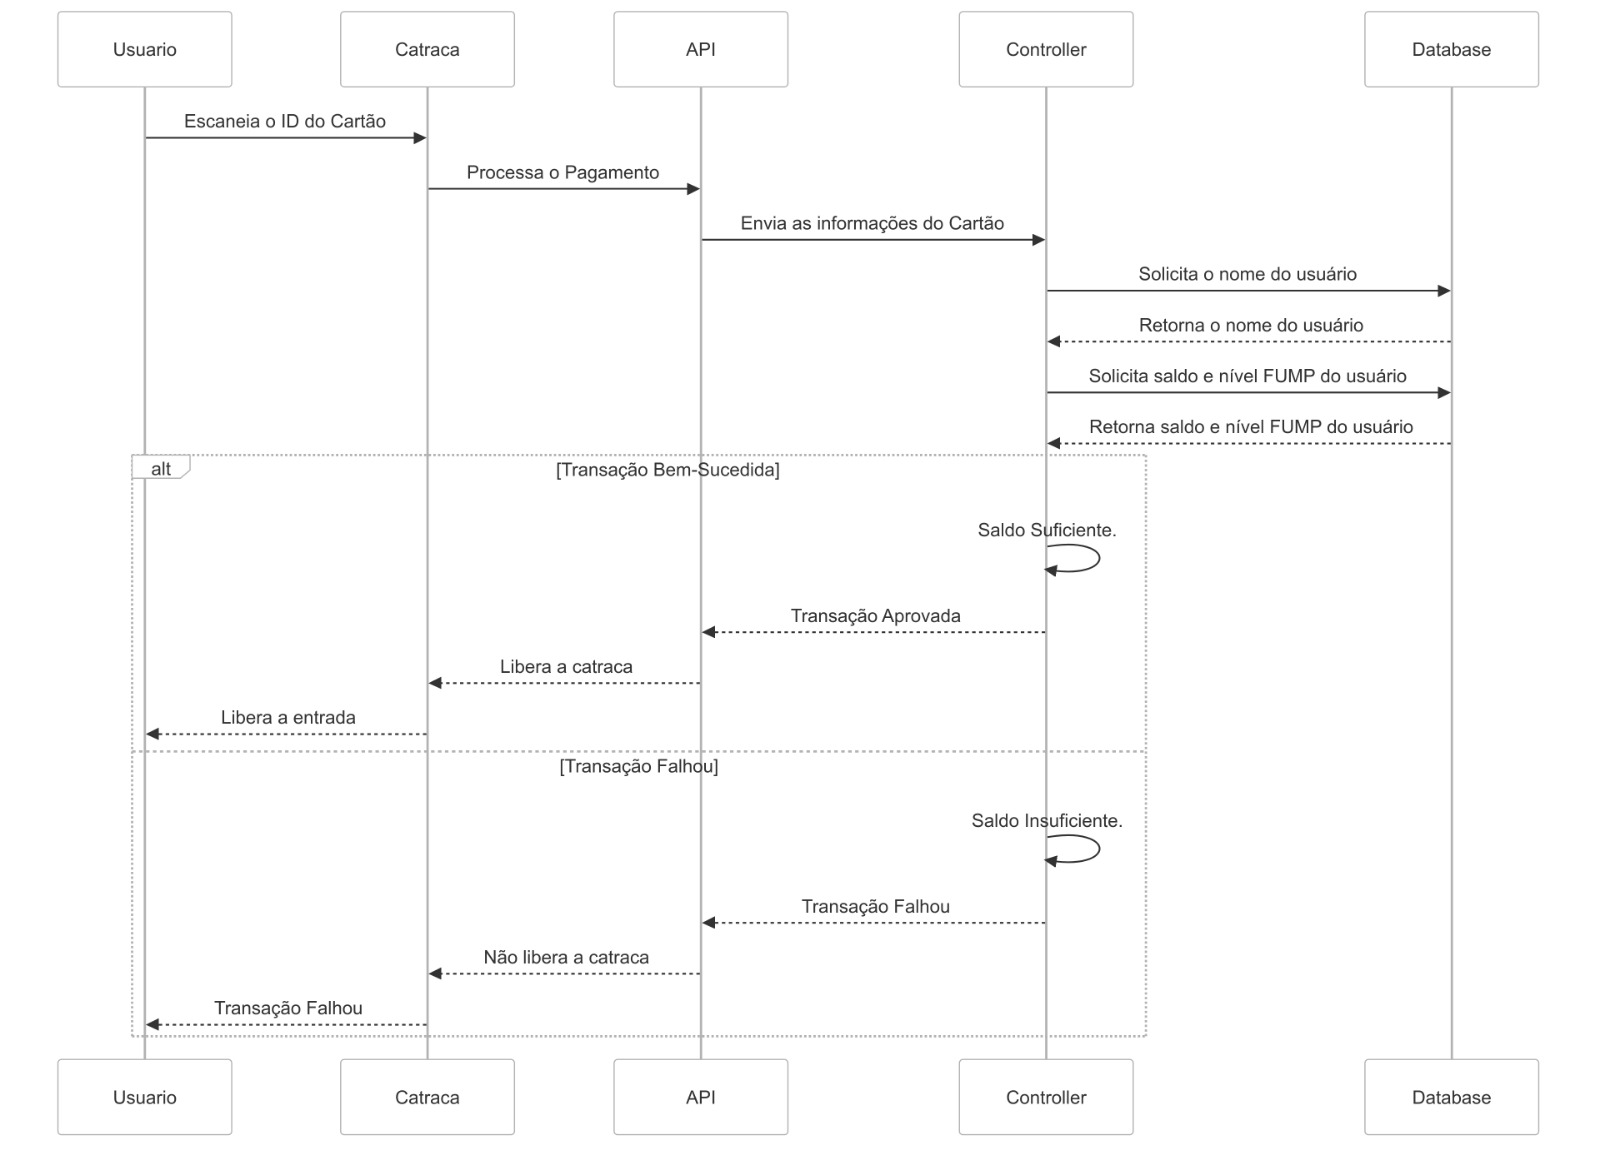 Usuario
Catraca
API
Controller
Database
Escaneia o ID do Cartão
Processa o Pagamento
Envia as informações do Cartão
Solicita o nome do usuário
Retorna o nome do usuário
Solicita saldo e nível FUMP do usuário
Retorna saldo e nível FUMP do usuário
alt
[Transação Bem-Sucedida]
Saldo Suficiente.
Transação Aprovada
Libera a catraca
Libera a entrada
[Transação Falhou]
Saldo Insuficiente.
Transação Falhou
Não libera a catraca
Transação Falhou
Usuario
Catraca
API
Controller
Database